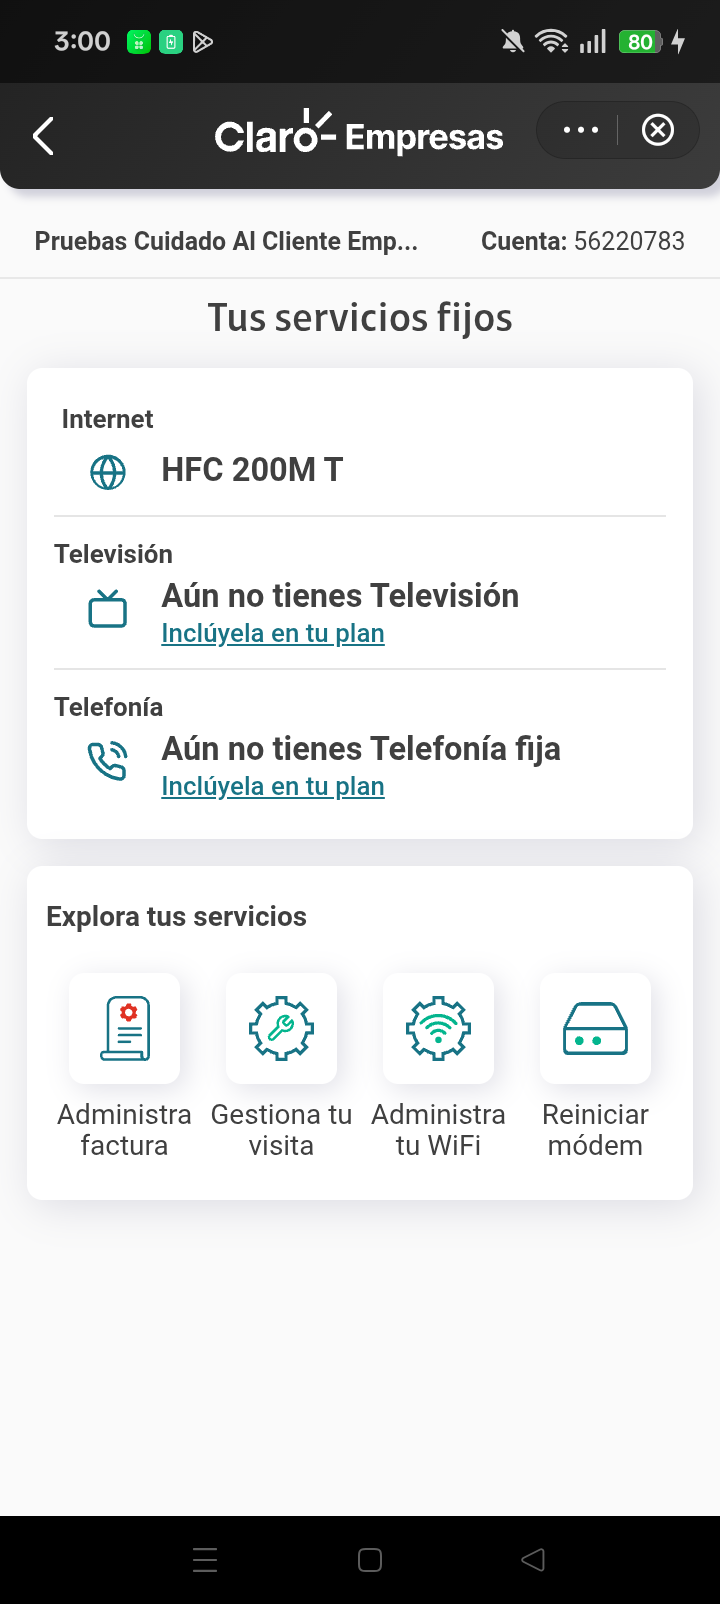 3:00
80
Claro Empresas
Pruebas Cuidado Al Cliente Emp... Cuenta: 56220783
Tus servicios fijos
Internet
HFC 200M T
Televisión
Aún no tienes Televisión
Inclúyela en tu plan
Telefonía
Aún no tienes Telefonía fija
Inclúyela en tu plan
Explora tus servicios
Administra factura
Gestiona tu visita
Administra tu WiFi
Reiniciar módem